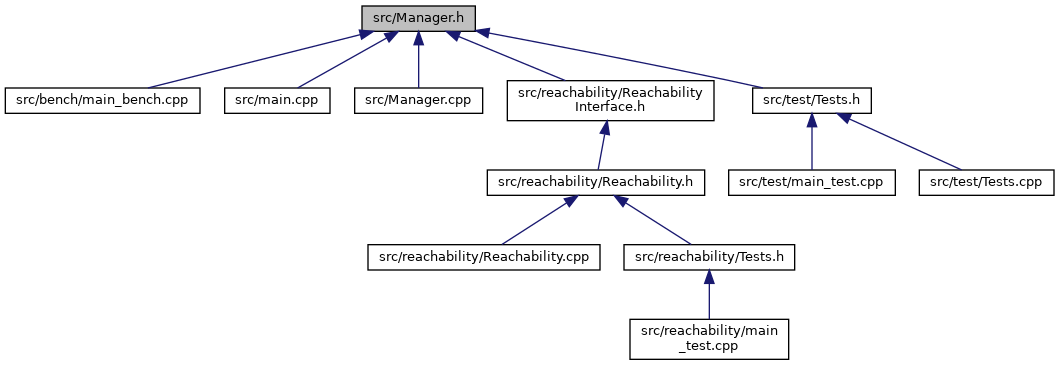 src/Manager.h
src/bench/main_bench.cpp
src/main.cpp
src/Manager.cpp
src/reachability/Reachability
Interface.h
src/test/Tests.h
src/reachability/Reachability.h
src/test/main_test.cpp
src/test/Tests.cpp
src/reachability/Reachability.cpp
src/reachability/Tests.h
src/reachability/main
_test.cpp